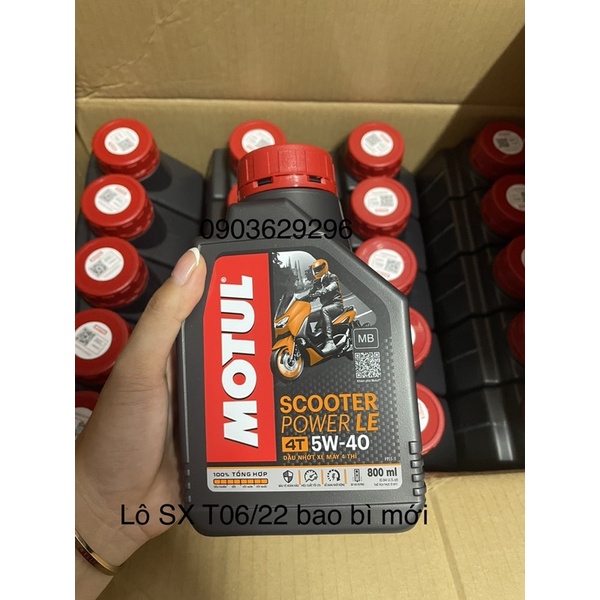 0903629296
MOTUL
MB
SCOOTER
POWER LE
4T 5W-40
DẦU NHỚT XE MÁY 4 THÌ
100% TỔNG HỢP
800 ml
Lô SX T06/22 bao bì mới